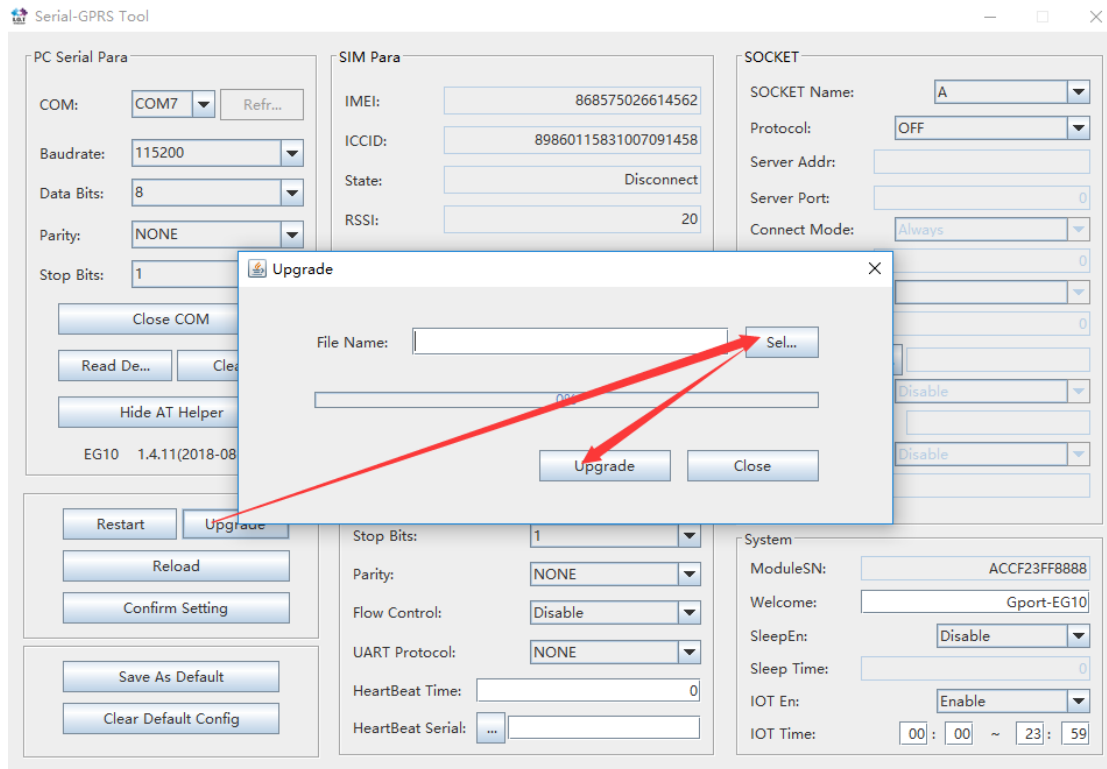 Serial-GPRS Tool
PC Serial Para
COM: COM7 Refr...
Baudrate: 115200
Data Bits: 8
Parity: NONE
Stop Bits: 1
Close COM
Read De...
Hide AT Helper
EG10 1.4.11(2018-08
Restart Upgrade
Reload
Confirm Setting
Save As Default
Clear Default Config
SIM Para
IMEI: 868575026614562
ICCID: 89860115831007091458
State: Disconnect
RSSI: 20
Upgrade
File Name: Sel...
0%
Upgrade Close
Stop Bits: 1
Parity: NONE
Flow Control: Disable
UART Protocol: NONE
HeartBeat Time: 0
HeartBeat Serial: ...
SOCKET
SOCKET Name: A
Protocol: OFF
Server Addr:
Server Port: 0
Connect Mode: Always
0
0
Disable
Disable
System
ModuleSN: ACCF23FF8888
Welcome: Gport-EG10
SleepEn: Disable
Sleep Time: 0
IOT En: Enable
IOT Time: 00 : 00 ~ 23 : 59